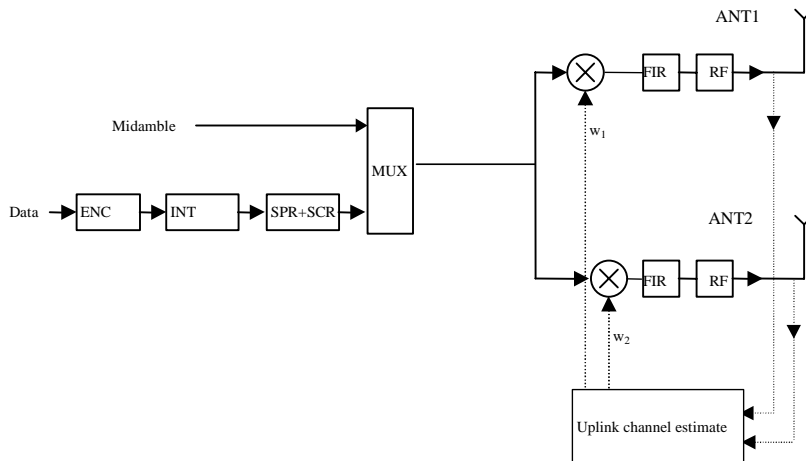 ANT1
FIR
RF
Midamble
w1
MUX
Data
ENC
INT
SPR+SCR
ANT2
FIR
RF
w2
Uplink channel estimate